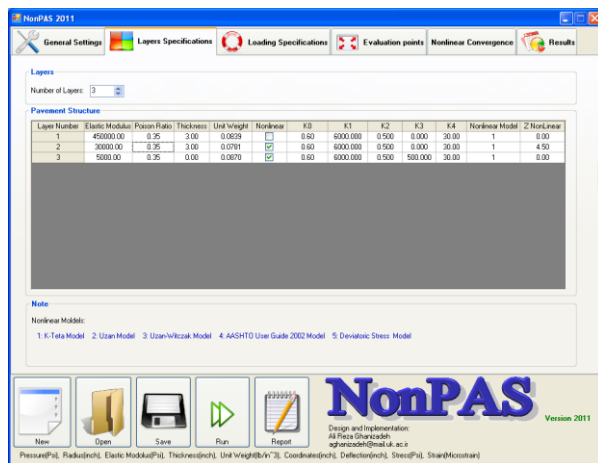 NonPAS 2011
General Settings Layers Specifications Loading Specifications Evaluation points Nonlinear Convergence Results
Layers
Number of Layers: 3
Pavement Structure
Layer Number Elastic Modulus Poison Ratio Thickness Unit Weight Nonlinear K0 K1 K2 K3 K4 Nonlinear Model Z NonLinear
1 450000.00 0.35 3.00 0.0839 0.60 6000.000 0.500 0.000 30.00 1 0.00
2 30000.00 0.35 3.00 0.0781 0.60 6000.000 0.500 0.000 30.00 1 4.50
3 5000.00 0.35 0.00 0.0870 0.60 6000.000 0.500 500.000 30.00 1 0.00
Note
Nonlinear Moldels:
1: K-Teta Model 2: Uzan Model 3: Uzan-Witczak Model 4: AASHTO User Guide 2002 Model 5: Deviatoric Stress Model
NonPAS
Version 2011
Design and Implementation:
Ali Reza Ghanizadeh
aghanizadeh@mail.uk.ac.ir
New Open Save Run Report
Pressure(Psi), Radius(inch), Elastic Modolus(Psi), Thickness(inch), Unit Weight(lb/in^3), Coordinates(inch), Deflection(inch), Stress(Psi), Strain(Microstrain)